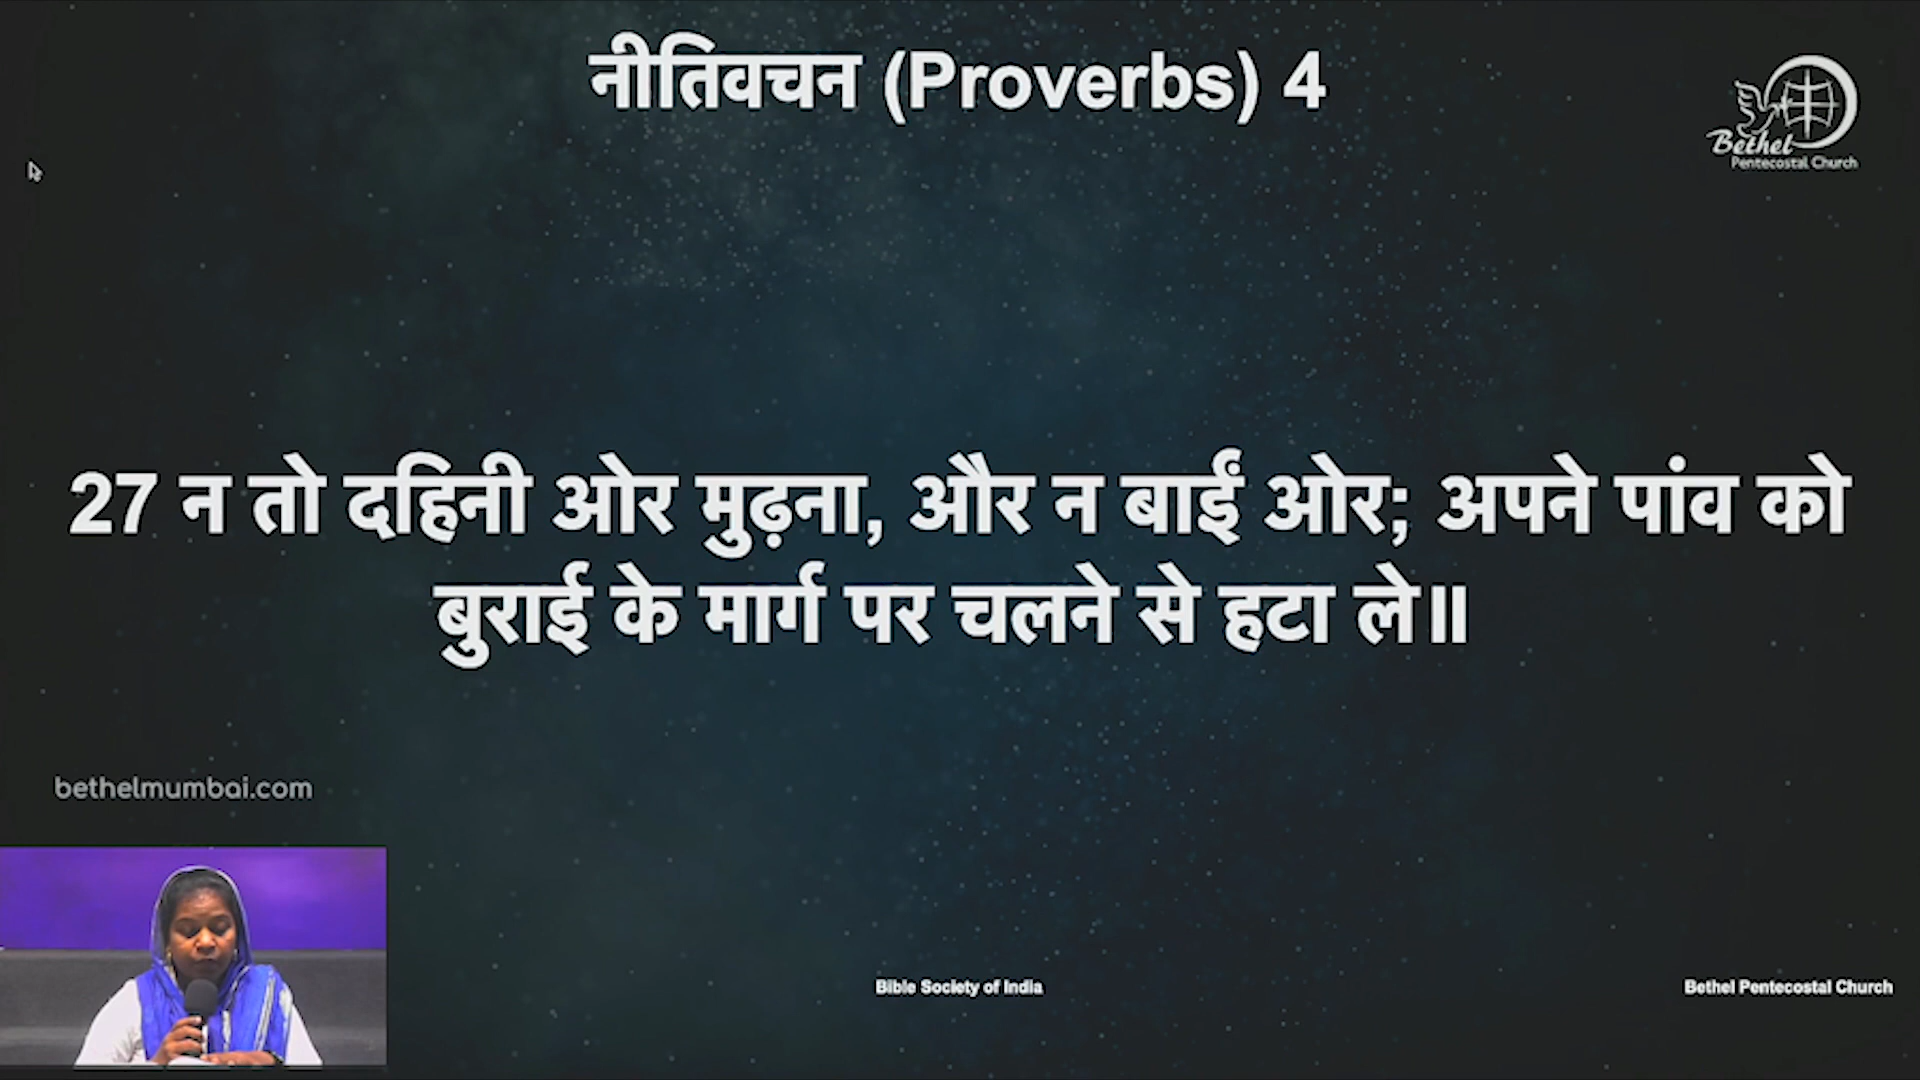 नीतिवचन (Proverbs) 4
Bethel
Pentecostal Church
27 न तो दहिनी ओर मुढ़ना, और न बाईं ओर; अपने पांव को
बुराई के मार्ग पर चलने से हटा ले॥
bethelmumbai.com
Bible Society of India
Bethel Pentecostal Church